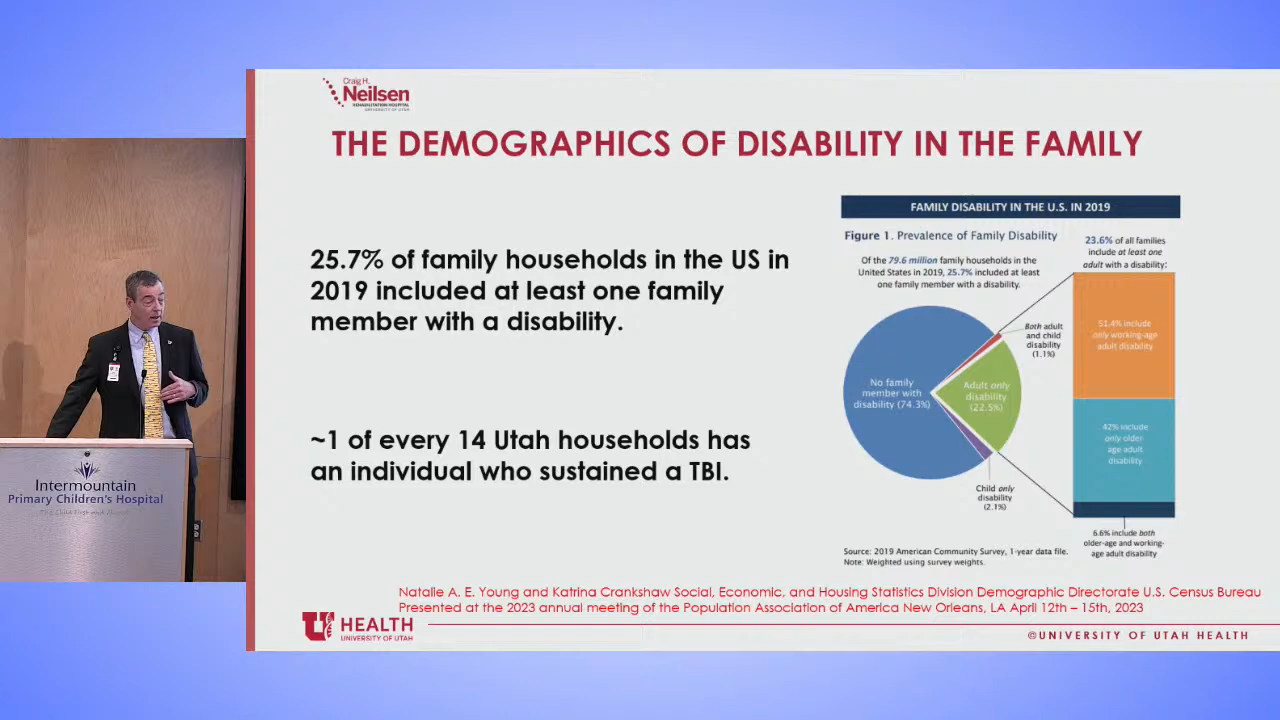 Craig H.
Neilsen
REHABILITATION HOSPITAL
UNIVERSITY OF UTAH
THE DEMOGRAPHICS OF DISABILITY IN THE FAMILY
25.7% of family households in the US in
2019 included at least one family
member with a disability.
~1 of every 14 Utah households has
an individual who sustained a TBI.
FAMILY DISABILITY IN THE U.S. IN 2019
Figure 1. Prevalence of Family Disability
Of the 79.6 million family households in the
United States in 2019, 25.7% included at least
one family member with a disability.
23.6% of all families
include at least one
adult with a disability:
No family
member with
disability (74.3%)
Both adult
and child
disability
(1.1%)
Adult only
disability
(22.5%)
Child only
disability
(2.1%)
51.4% include
only working-age
adult disability
42% include
only older-
age adult
disability
6.6% include both
older-age and working-
age adult disability
Source: 2019 American Community Survey, 1-year data file.
Note: Weighted using survey weights.
Natalie A. E. Young and Katrina Crankshaw Social, Economic, and Housing Statistics Division Demographic Directorate U.S. Census Bureau
Presented at the 2023 annual meeting of the Population Association of America New Orleans, LA April 12th – 15th, 2023
U HEALTH
UNIVERSITY OF UTAH
©UNIVERSITY OF UTAH HEALTH
Intermountain
Primary Children's Hospital
The Child First and Always